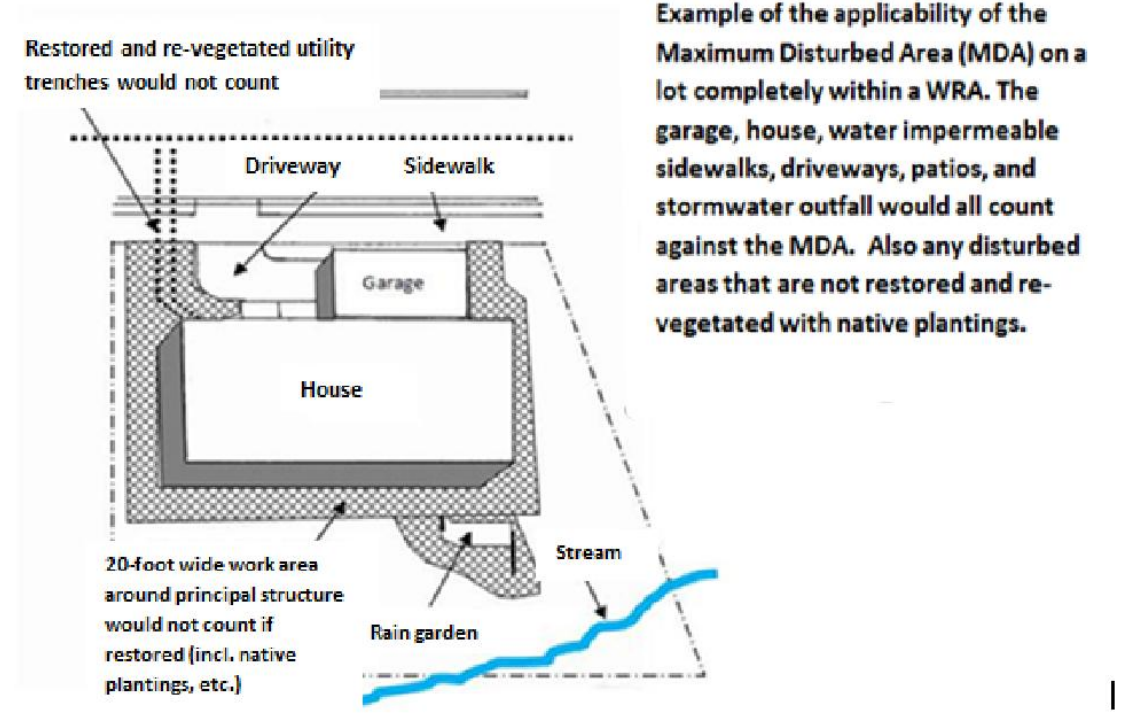 Restored and re-vegetated utility
trenches would not count
Example of the applicability of the
Maximum Disturbed Area (MDA) on a
lot completely within a WRA. The
garage, house, water impermeable
sidewalks, driveways, patios, and
stormwater outfall would all count
against the MDA. Also any disturbed
areas that are not restored and re-
vegetated with native plantings.
Driveway
Sidewalk
Garage
House
20-foot wide work area
around principal structure
would not count if
restored (incl. native
plantings, etc.)
Rain garden
Stream